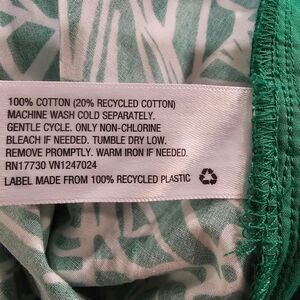 100% COTTON (20% RECYCLED COTTON)
MACHINE WASH COLD SEPARATELY.
GENTLE CYCLE. ONLY NON-CHLORINE
BLEACH IF NEEDED. TUMBLE DRY LOW.
REMOVE PROMPTLY. WARM IRON IF NEEDED.
RN17730 VN1247024
LABEL MADE FROM 100% RECYCLED PLASTIC